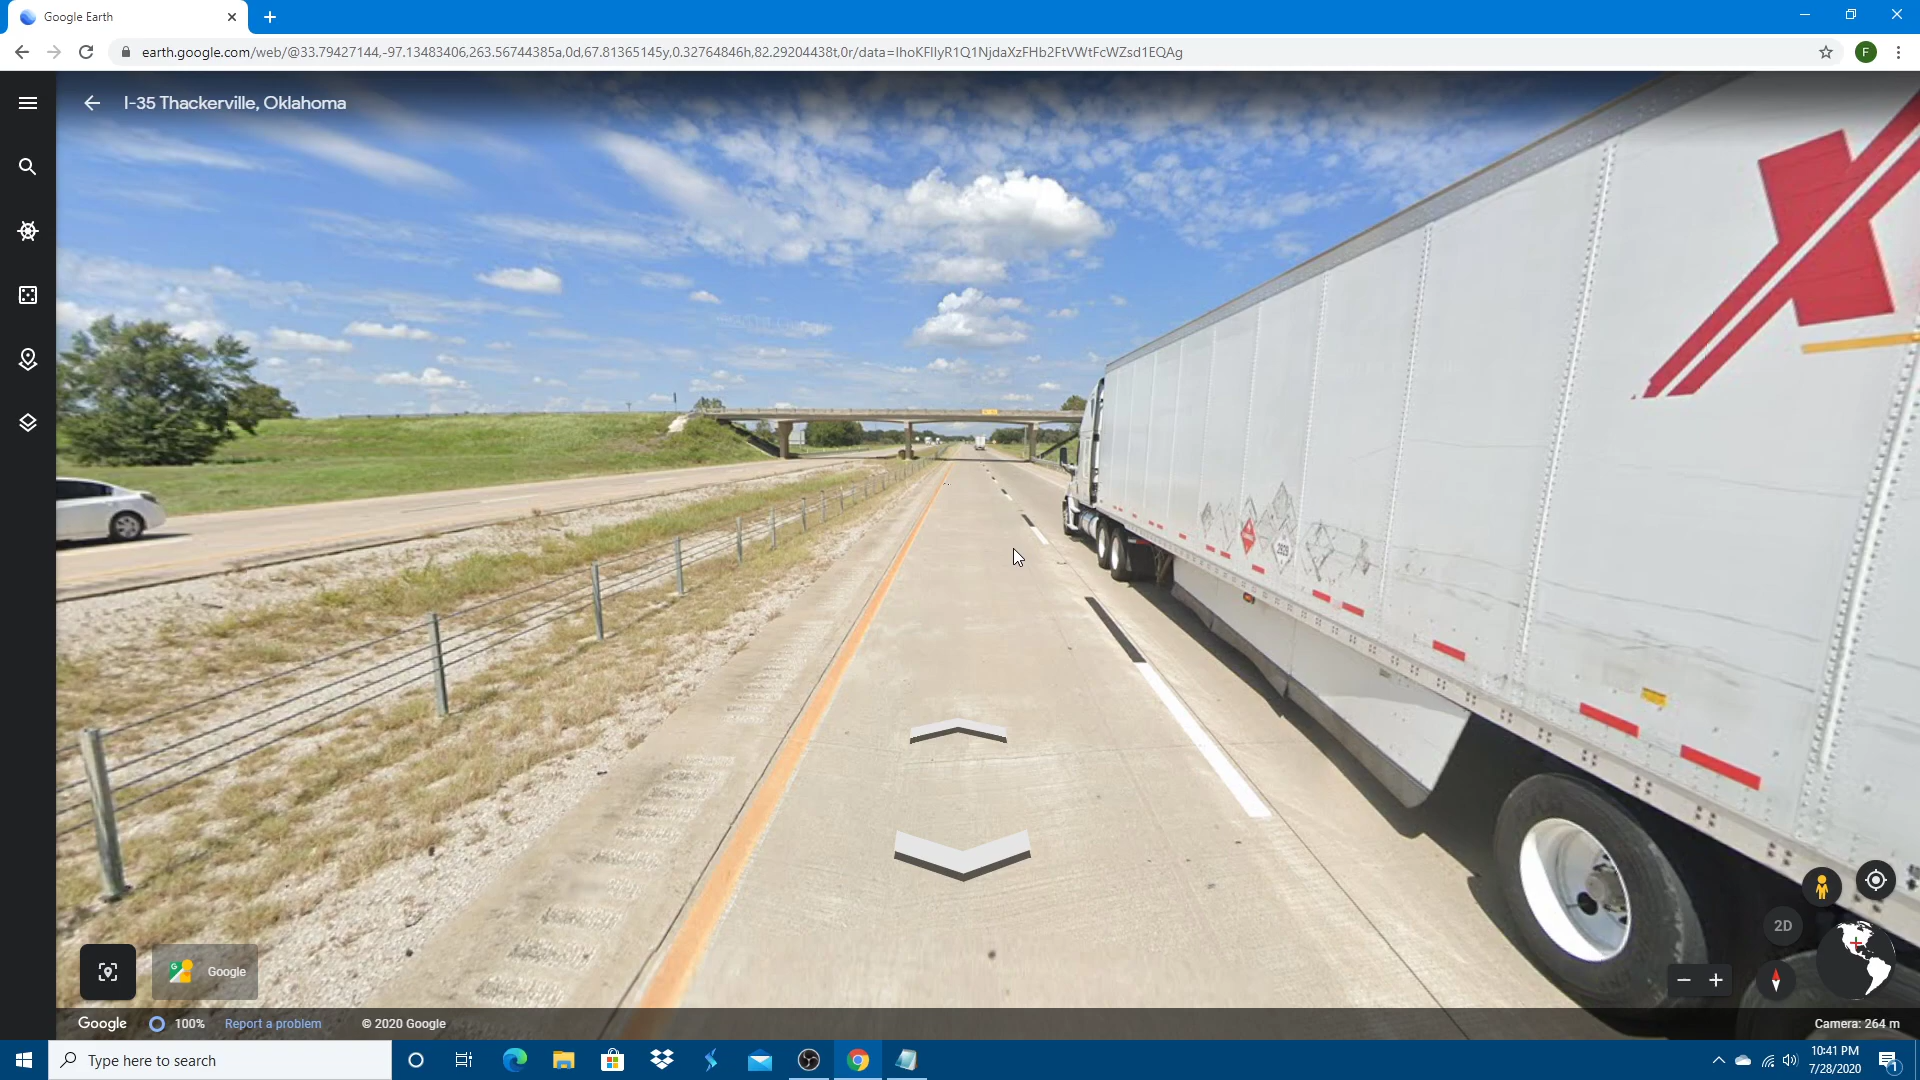 Google Earth
earth.google.com/web/@33.79427144,-97.13483406,263.56744385a,0d,67.81365145y,0.32764846h,82.29204438t,0r/data=IhoKFlIyR1Q1NjdaXzFHb2FtVWtFcWZsd1EQAg
F
I-35 Thackerville, Oklahoma
2D
Google
Google
100%
Report a problem
© 2020 Google
Camera: 264 m
Type here to search
10:41 PM
7/28/2020
1